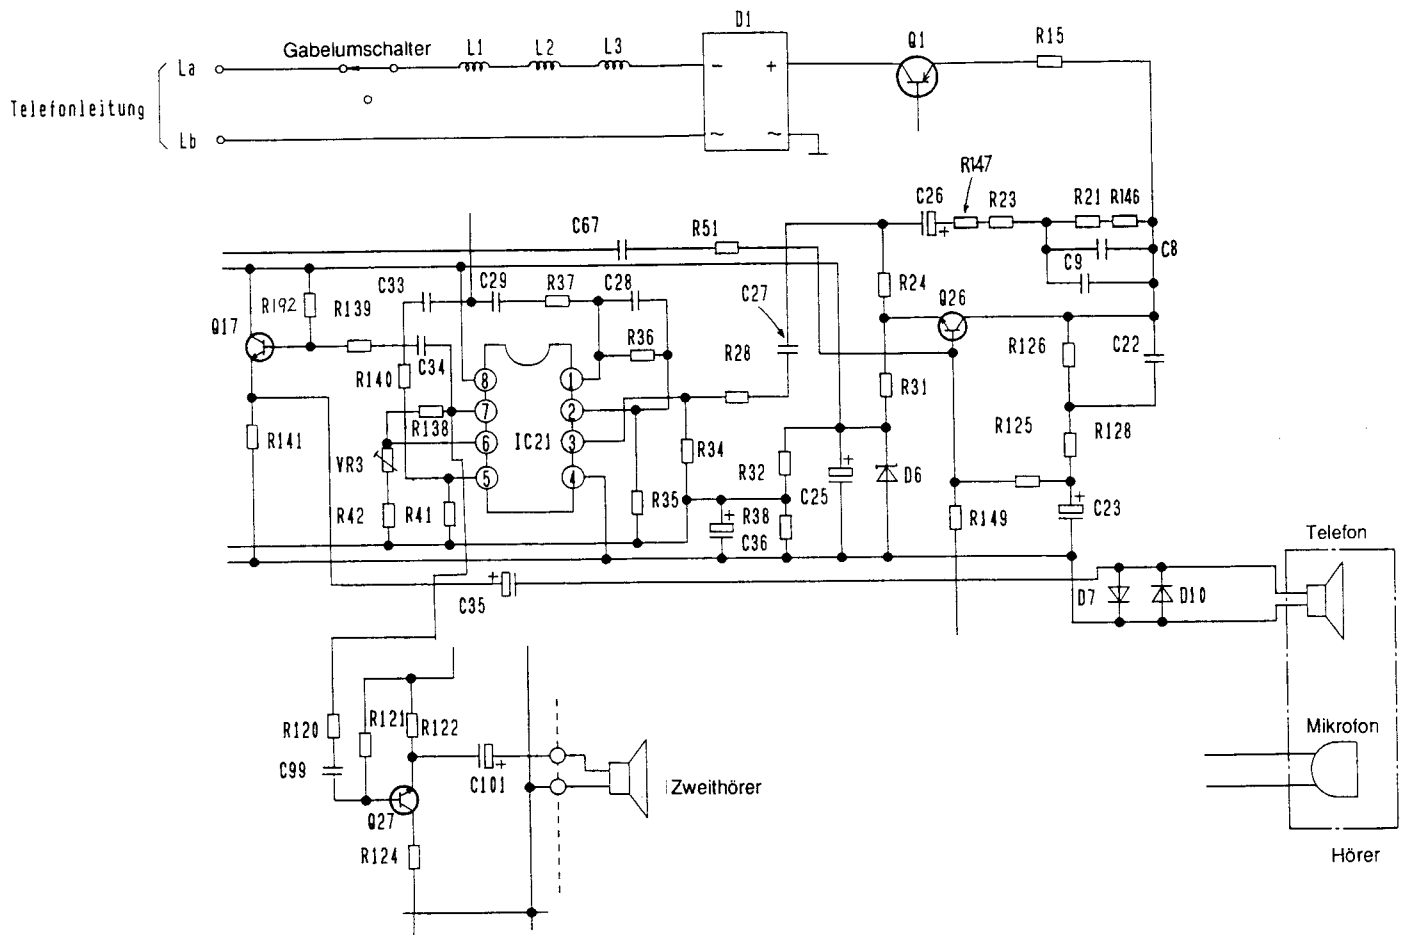 D1
Gabelumschalter L1 L2 L3 Q1 R15
La − +
Telefonleitung
Lb ~ ~
R147
C26 + R23 R21 R146
C67 R51 C8
C9
R24
C33 C29 R37 C28 C27 Q26
R192 R139
Q17 R36 R126 C22
C34 R28
R140 8 1
R31
7 2
R138 R125 R128
R141 6 IC21 3 R34
VR3 R32 + D6
5 4 C25
R42 R41 R35 + R38 R149 + C23
C36
Telefon
+
C35 D7 D10
R120 R121 R122
Mikrofon
C99 C101 + Zweithörer
Q27
R124 Hörer